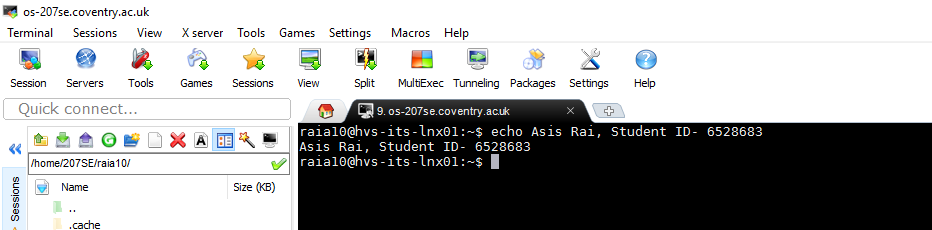 os-207se.coventry.ac.uk
Terminal Sessions View X server Tools Games Settings Macros Help
Session Servers Tools Games Sessions View Split MultiExec Tunneling Packages Settings Help
Quick connect...
9. os-207se.coventry.ac.uk
/home/207SE/raia10/
Name Size (KB)
..
.cache
Sessions
raia10@hvs-its-lnx01:~$ echo Asis Rai, Student ID- 6528683
Asis Rai, Student ID- 6528683
raia10@hvs-its-lnx01:~$